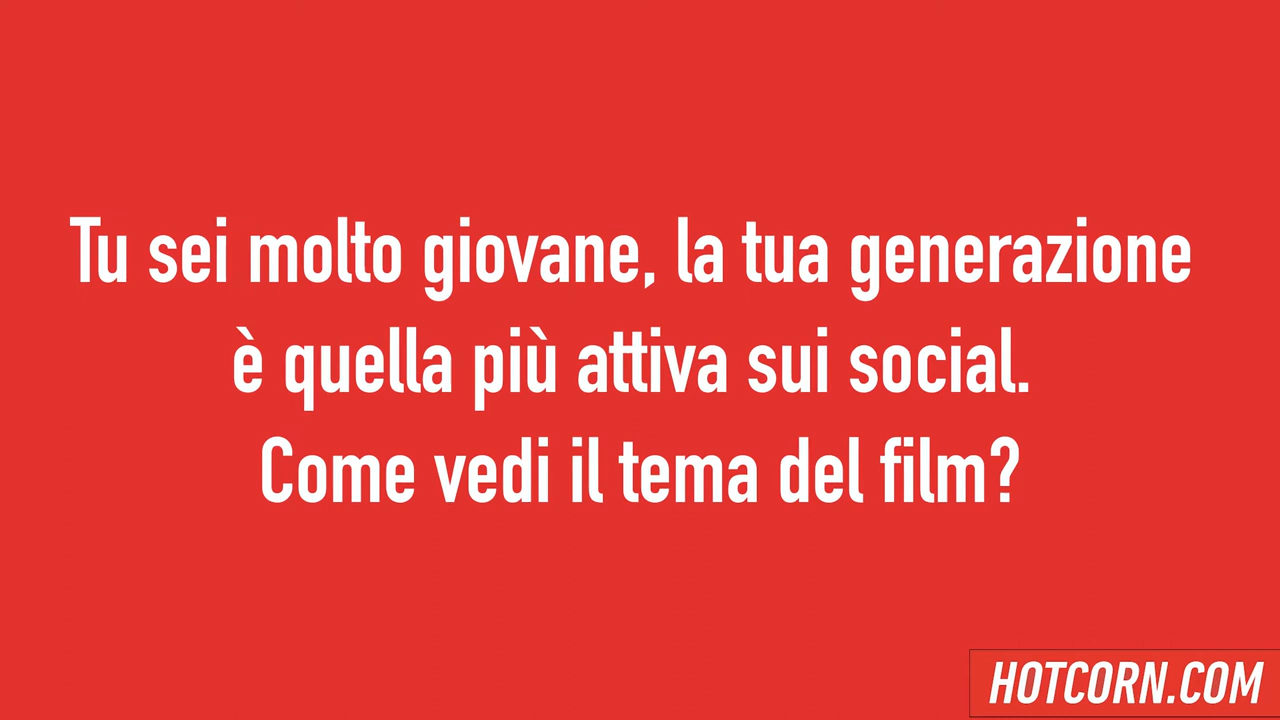 Tu sei molto giovane, la tua generazione
è quella più attiva sui social.
Come vedi il tema del film?
HOTCORN.COM